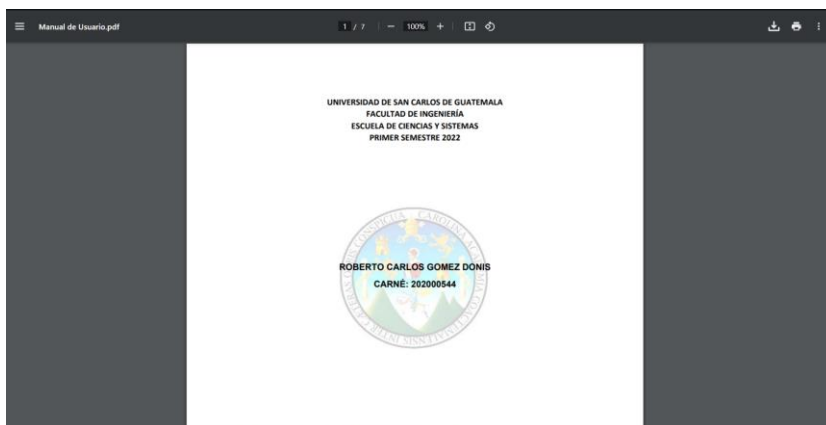 Manual de Usuario.pdf
1 / 7
100%
UNIVERSIDAD DE SAN CARLOS DE GUATEMALA
FACULTAD DE INGENIERÍA
ESCUELA DE CIENCIAS Y SISTEMAS
PRIMER SEMESTRE 2022
ROBERTO CARLOS GOMEZ DONIS
CARNÉ: 202000544